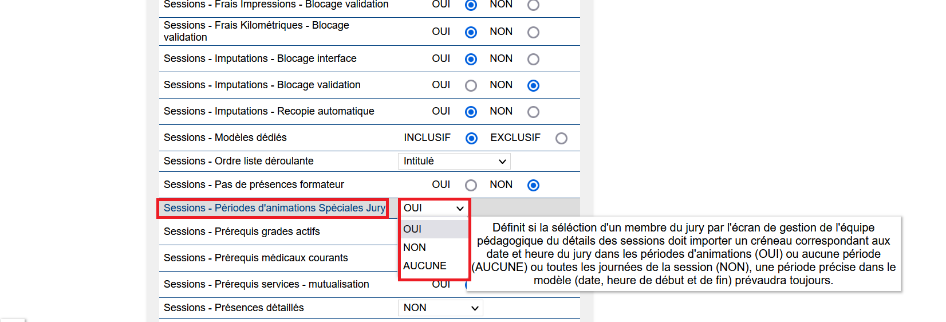 Sessions - Frais Impressions - Blocage validation OUI NON
Sessions - Frais Kilométriques - Blocage
validation OUI NON
Sessions - Imputations - Blocage interface OUI NON
Sessions - Imputations - Blocage validation OUI NON
Sessions - Imputations - Recopie automatique OUI NON
Sessions - Modèles dédiés INCLUSIF EXCLUSIF
Sessions - Ordre liste déroulante Intitulé
Sessions - Pas de présences formateur OUI NON
Sessions - Périodes d'animations Spéciales Jury OUI
OUI
NON
AUCUNE
Sessions - Prérequis grades actifs
Sessions - Prérequis médicaux courants
Sessions - Prérequis services - mutualisation OUI
Sessions - Présences détaillés NON
Définit si la séléction d'un membre du jury par l'écran de gestion de l'équipe
pédagogique du détails des sessions doit importer un créneau correspondant aux
date et heure du jury dans les périodes d'animations (OUI) ou aucune période
(AUCUNE) ou toutes les journées de la session (NON), une période précise dans le
modèle (date, heure de début et de fin) prévaudra toujours.